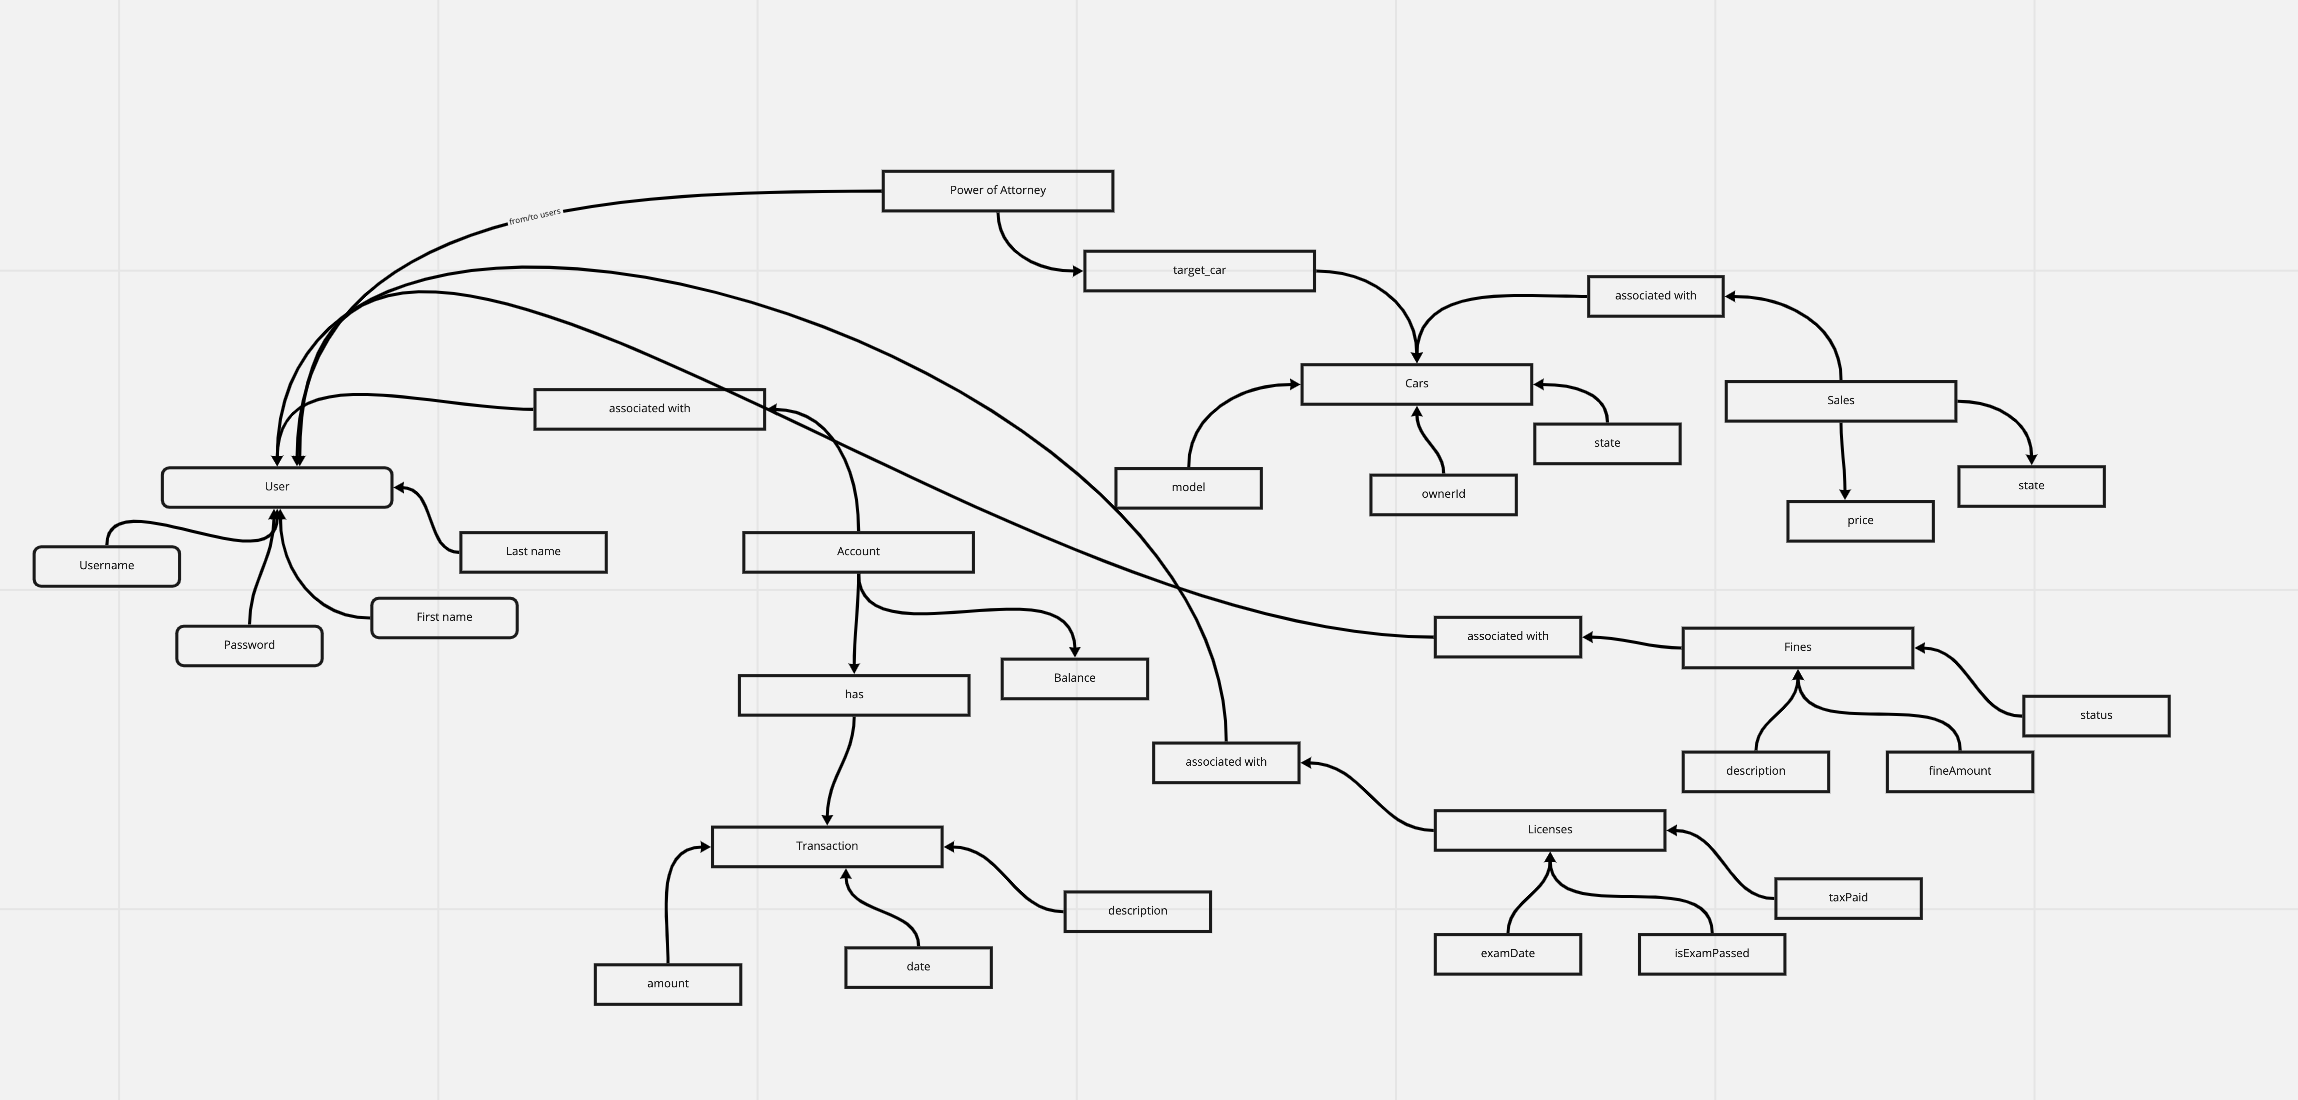 Power of Attorney
from/to users
target_car
associated with
Cars
Sales
associated with
state
User
model
ownerId
state
price
Last name
Account
Username
First name
Password
associated with
Fines
Balance
has
status
associated with
description
fineAmount
Licenses
Transaction
taxPaid
description
examDate
isExamPassed
date
amount